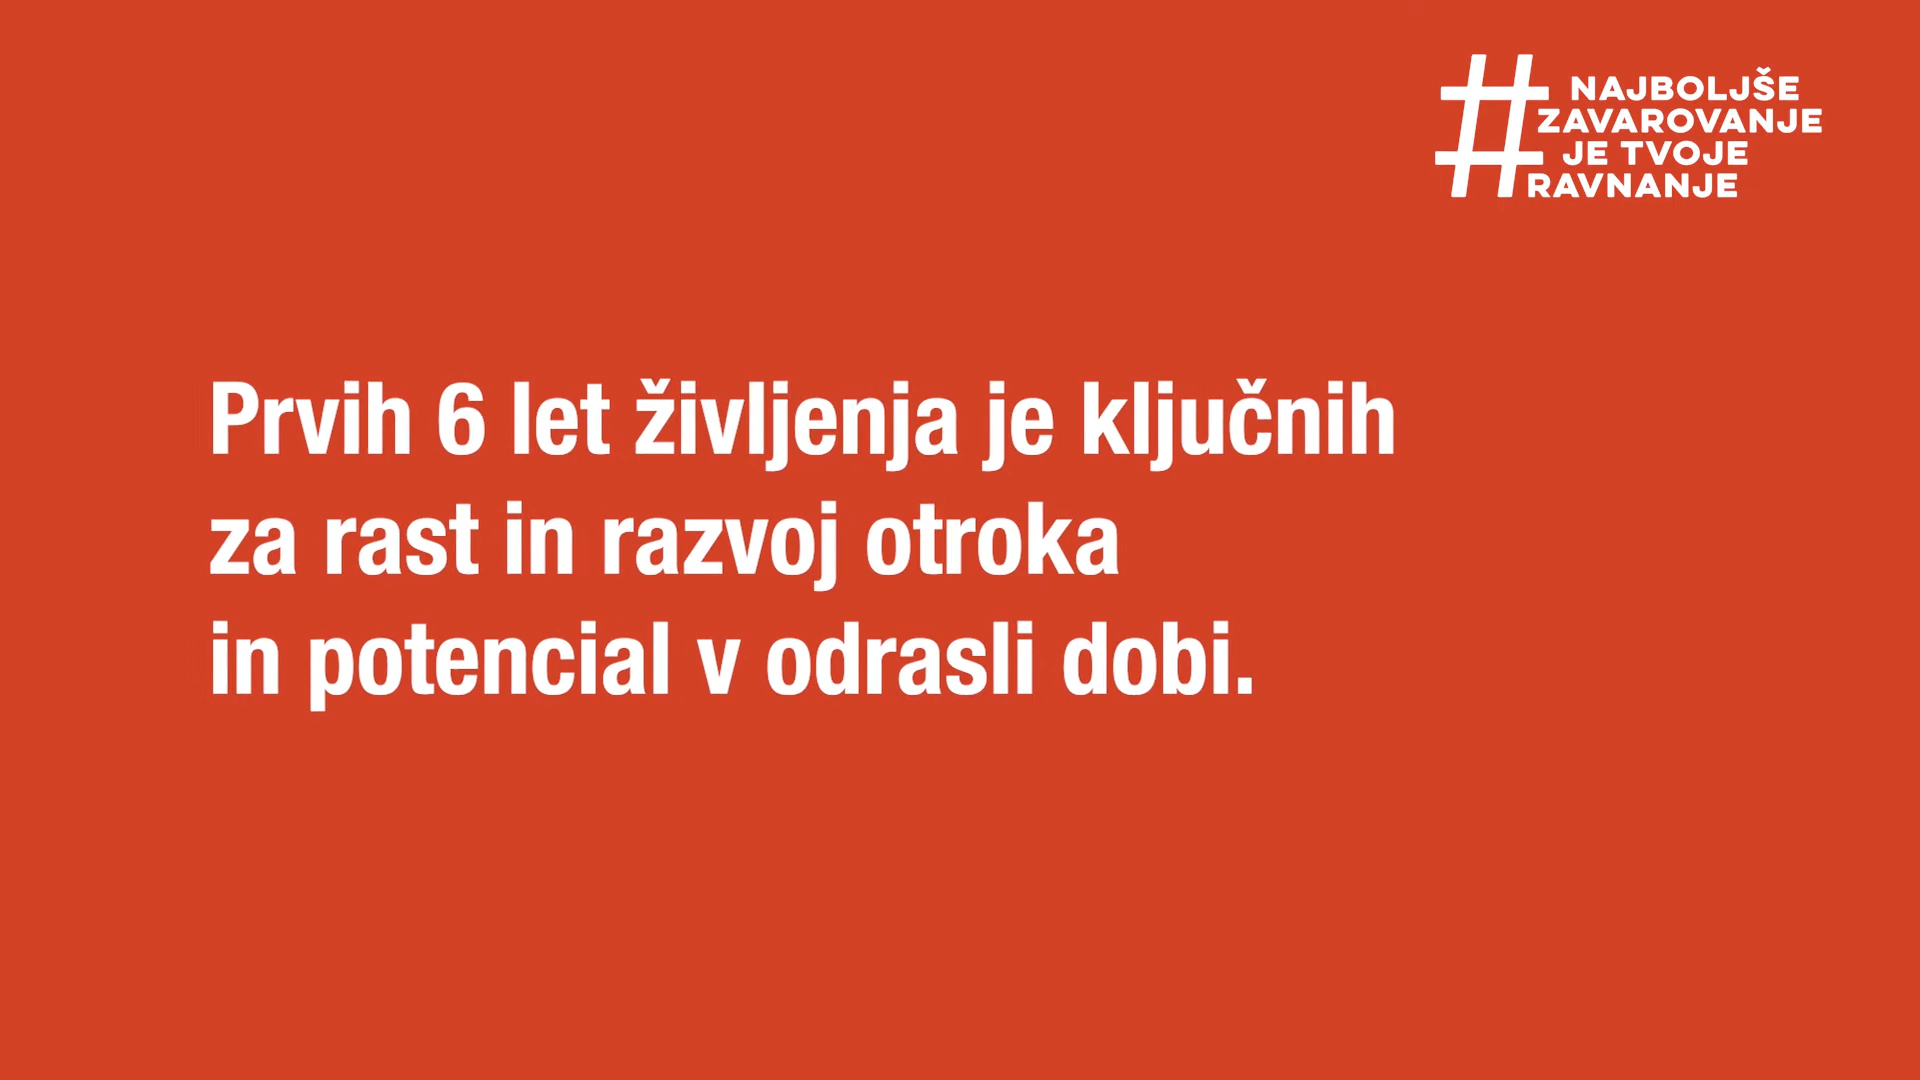 #NAJBOLJŠE
ZAVAROVANJE
JE TVOJE
RAVNANJE
Prvih 6 let življenja je ključnih
za rast in razvoj otroka
in potencial v odrasli dobi.